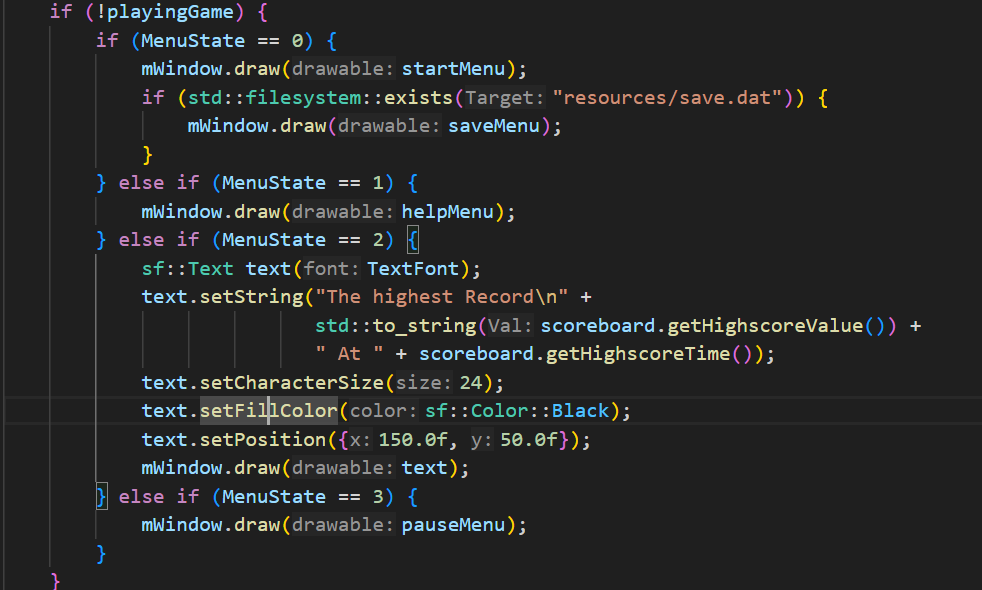 if (!playingGame) {
if (MenuState == 0) {
mWindow.draw(drawable: startMenu);
if (std::filesystem::exists(Target: "resources/save.dat")) {
mWindow.draw(drawable: saveMenu);
}
} else if (MenuState == 1) {
mWindow.draw(drawable: helpMenu);
} else if (MenuState == 2) {
sf::Text text(font: TextFont);
text.setString("The highest Record\n" +
std::to_string(Val: scoreboard.getHighscoreValue()) +
" At " + scoreboard.getHighscoreTime());
text.setCharacterSize(size: 24);
text.setFillColor(color: sf::Color::Black);
text.setPosition({x: 150.0f, y: 50.0f});
mWindow.draw(drawable: text);
} else if (MenuState == 3) {
mWindow.draw(drawable: pauseMenu);
}
}